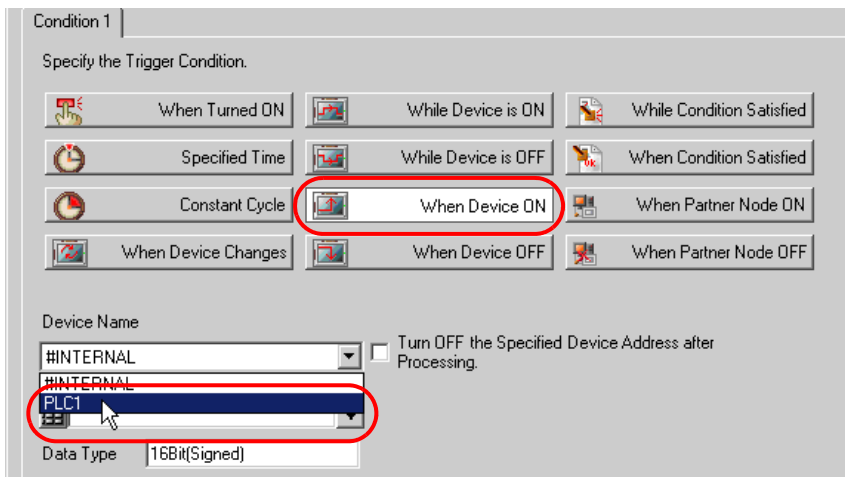 Condition 1
Specify the Trigger Condition.
When Turned ON While Device is ON While Condition Satisfied
Specified Time While Device is OFF OK When Condition Satisfied
Constant Cycle When Device ON When Partner Node ON
When Device Changes When Device OFF When Partner Node OFF
Device Name
#INTERNAL
Turn OFF the Specified Device Address after
Processing.
#INTERNAL
PLC1
Data Type 16Bit(Signed)